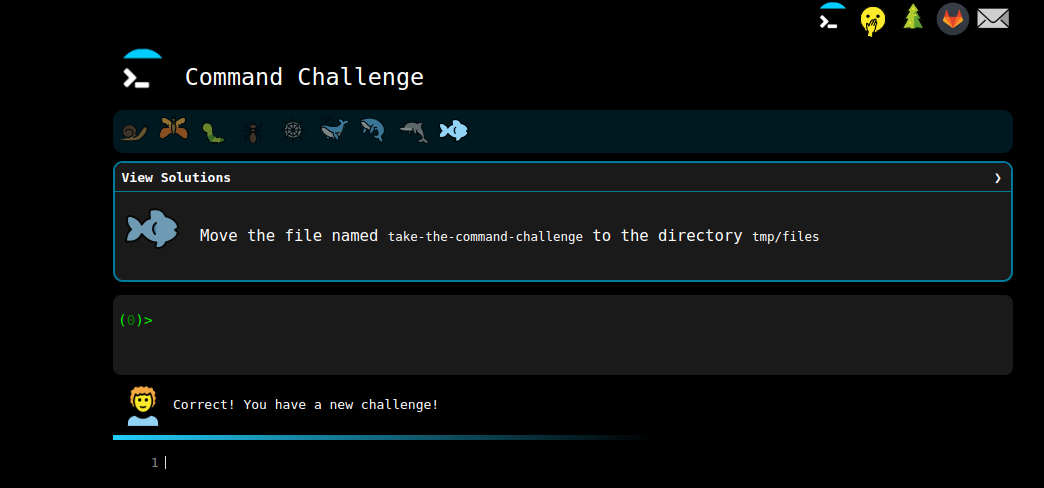 Command Challenge
View Solutions ❯
Move the file named take-the-command-challenge to the directory tmp/files
(0)>
Correct! You have a new challenge!
1